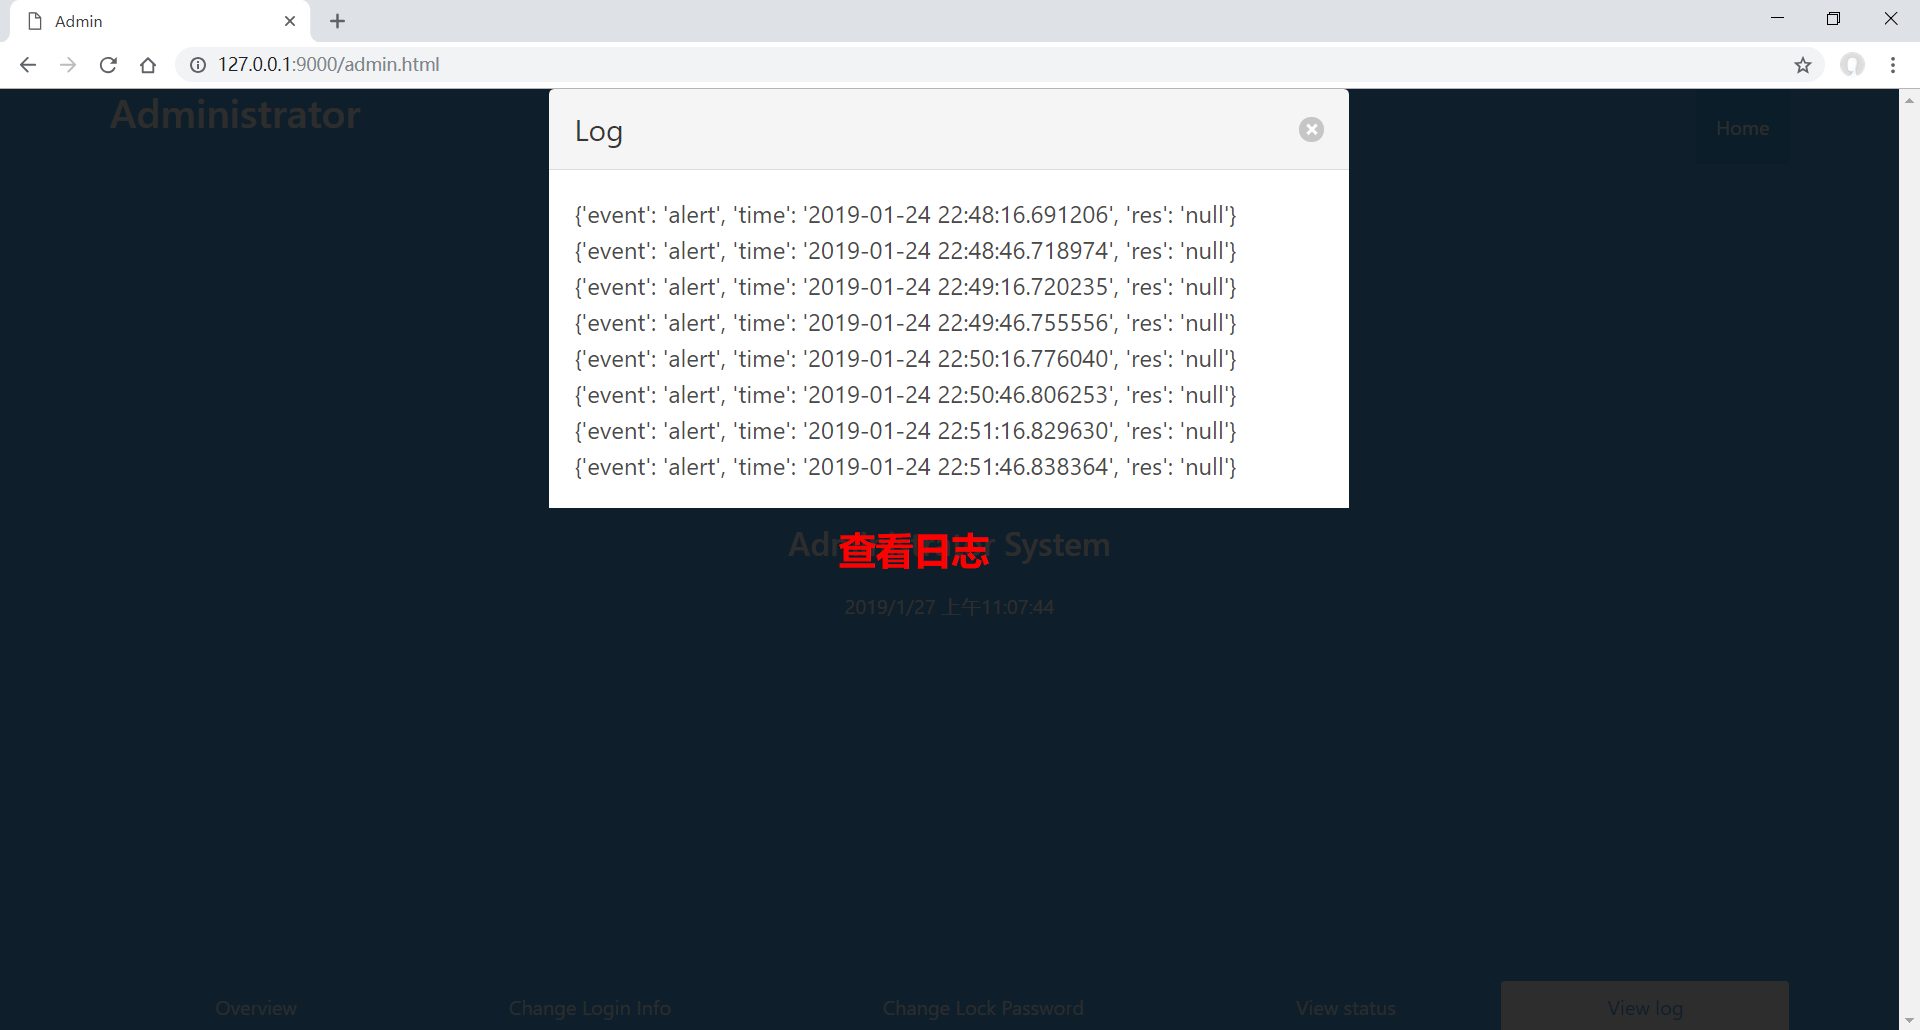 Admin
127.0.0.1:9000/admin.html
Administrator
Home
Log
{'event': 'alert', 'time': '2019-01-24 22:48:16.691206', 'res': 'null'}
{'event': 'alert', 'time': '2019-01-24 22:48:46.718974', 'res': 'null'}
{'event': 'alert', 'time': '2019-01-24 22:49:16.720235', 'res': 'null'}
{'event': 'alert', 'time': '2019-01-24 22:49:46.755556', 'res': 'null'}
{'event': 'alert', 'time': '2019-01-24 22:50:16.776040', 'res': 'null'}
{'event': 'alert', 'time': '2019-01-24 22:50:46.806253', 'res': 'null'}
{'event': 'alert', 'time': '2019-01-24 22:51:16.829630', 'res': 'null'}
{'event': 'alert', 'time': '2019-01-24 22:51:46.838364', 'res': 'null'}
System
查看日志
2019/1/27 上午11:07:44
Overview
Change Login Info
Change Lock Password
View status
View log